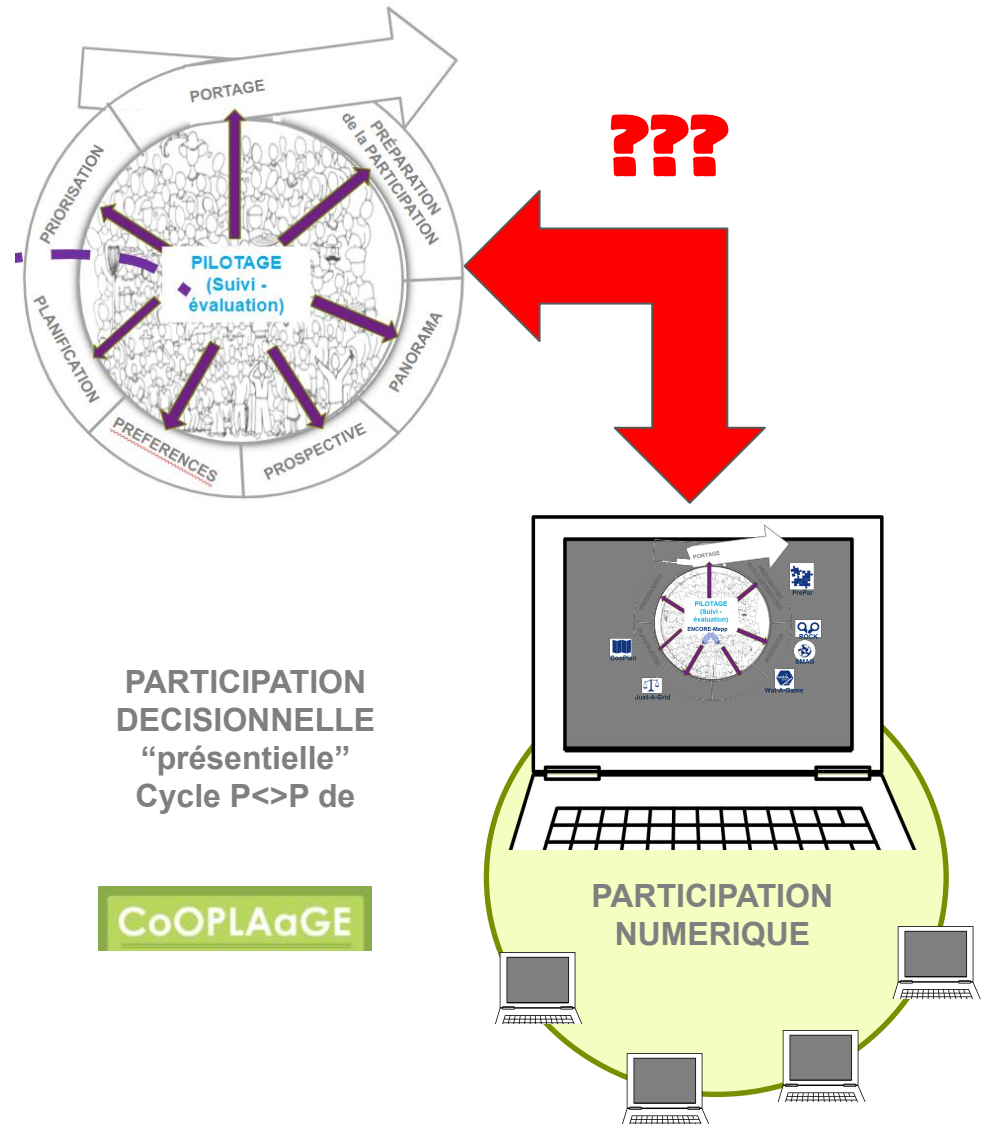 PORTAGE
PRÉPARATION
de la PARTICIPATION
PANORAMA
PROSPECTIVE
PREFERENCES
PLANIFICATION
PRIORISATION
PILOTAGE
(Suivi -
évaluation)
???
PORTAGE
PILOTAGE
(Suivi -
évaluation)
ENCORE-Mepp
PrePar
ROCK
SMAG
Wat-A-Game
Just-A-Grid
CooPlan
PARTICIPATION
DECISIONNELLE
“présentielle”
Cycle P<>P de
CoOPLAaGE
PARTICIPATION
NUMERIQUE